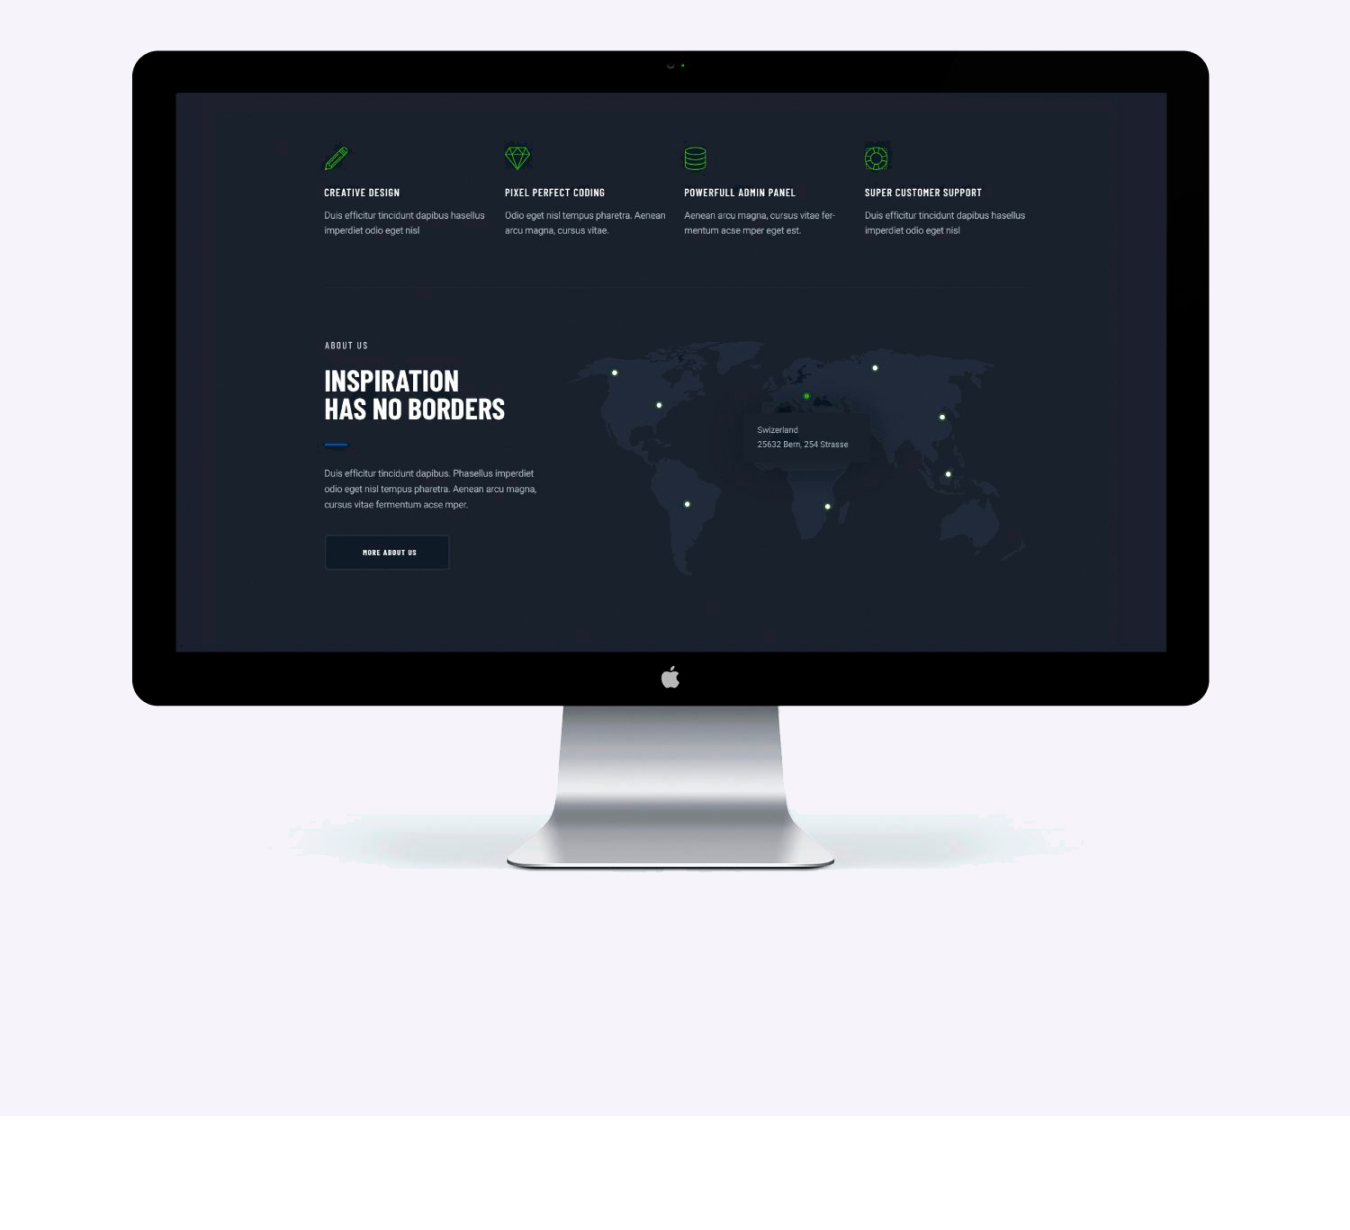 CREATIVE DESIGN
Duis efficitur tincidunt dapibus hasellus
imperdiet odio eget nisl
PIXEL PERFECT CODING
Odio eget nisl tempus pharetra. Aenean
arcu magna, cursus vitae.
POWERFULL ADMIN PANEL
Aenean arcu magna, cursus vitae fer-
mentum acse mper eget est.
SUPER CUSTOMER SUPPORT
Duis efficitur tincidunt dapibus hasellus
imperdiet odio eget nisl
ABOUT US
INSPIRATION
HAS NO BORDERS
Duis efficitur tincidunt dapibus. Phasellus imperdiet
odio eget nisl tempus pharetra. Aenean arcu magna,
cursus vitae fermentum acse mper.
MORE ABOUT US
Swizerland
25632 Bern, 254 Strasse